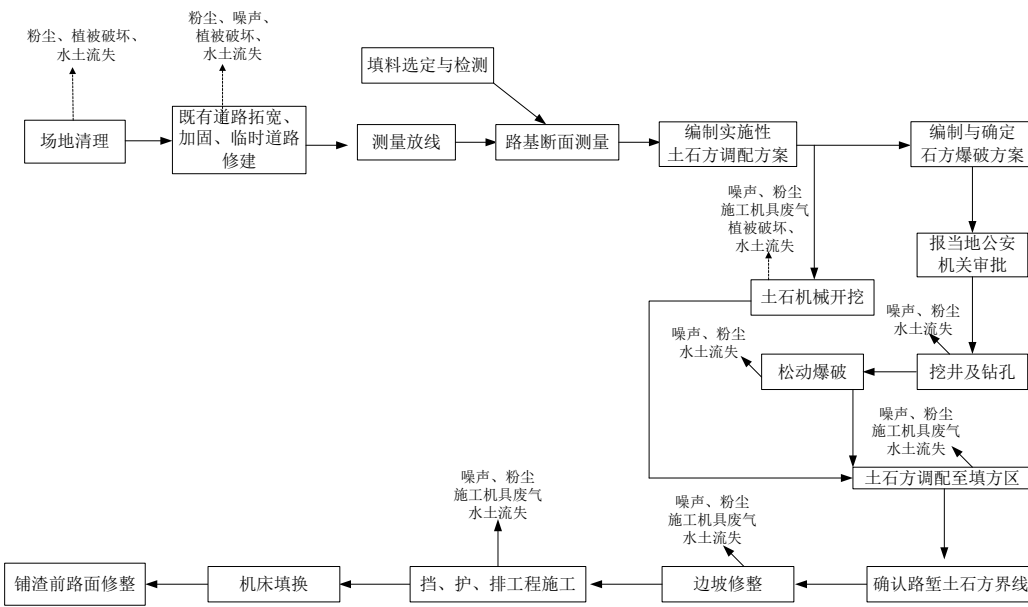 粉尘、植被破坏、
水土流失
粉尘、噪声、
植被破坏、
水土流失
填料选定与检测
场地清理
既有道路拓宽、
加固、临时道路
修建
测量放线
路基断面测量
编制实施性
土石方调配方案
编制与确定
石方爆破方案
噪声、粉尘
施工机具废气
植被破坏、
水土流失
报当地公安
机关审批
土石机械开挖
噪声、粉尘
水土流失
噪声、粉尘
水土流失
松动爆破
挖井及钻孔
噪声、粉尘
施工机具废气
水土流失
土石方调配至填方区
噪声、粉尘
施工机具废气
水土流失
噪声、粉尘
施工机具废气
水土流失
铺渣前路面修整
机床填换
挡、护、排工程施工
边坡修整
确认路堑土石方界线